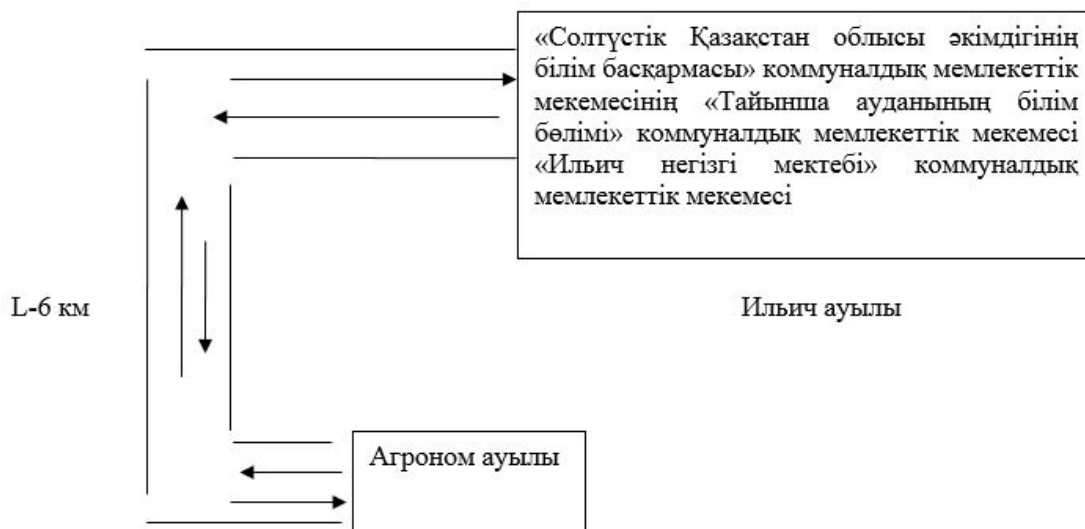 «Солтүстік Қазақстан облысы әкімдігінің
білім басқармасы» коммуналдық мемлекеттік
мекемесінің «Тайынша ауданының білім
бөлімі» коммуналдық мемлекеттік мекемесі
«Ильич негізгі мектебі» коммуналдық
мемлекеттік мекемесі
L-6 км
Ильич ауылы
Агроном ауылы